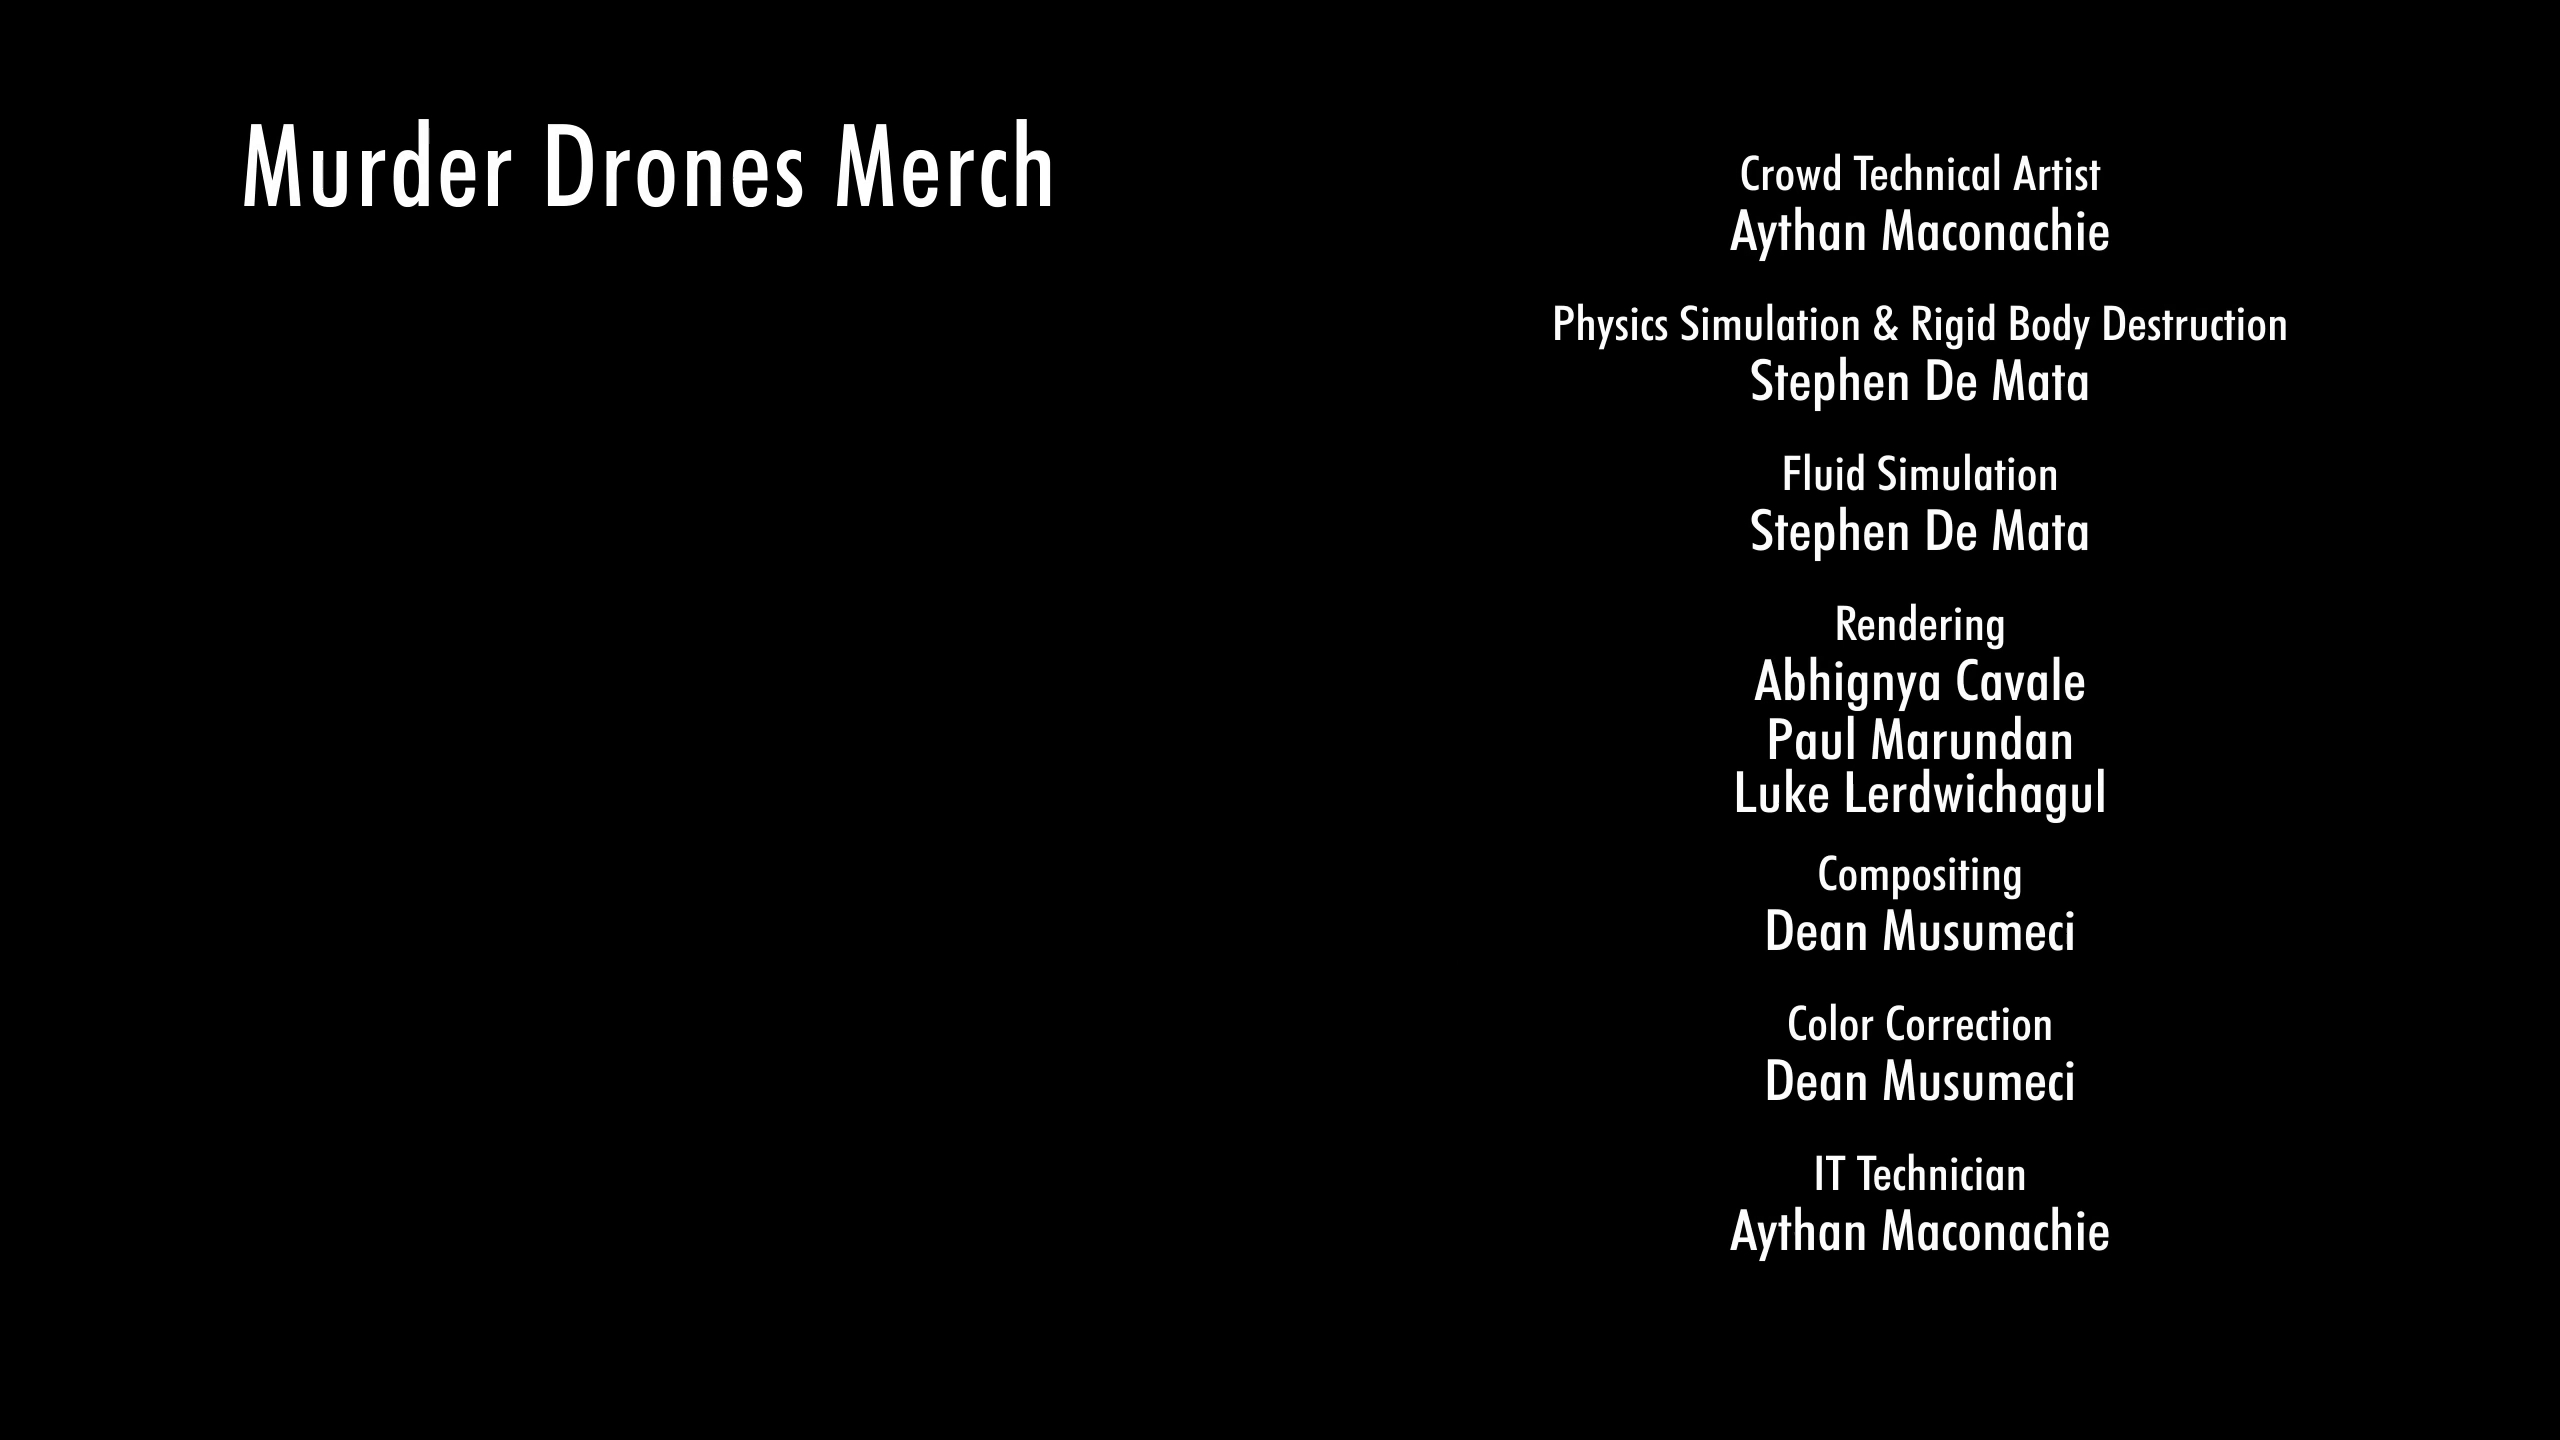 Murder Drones Merch
Crowd Technical Artist
Aythan Maconachie
Physics Simulation & Rigid Body Destruction
Stephen De Mata
Fluid Simulation
Stephen De Mata
Rendering
Abhignya Cavale
Paul Marundan
Luke Lerdwichagul
Compositing
Dean Musumeci
Color Correction
Dean Musumeci
IT Technician
Aythan Maconachie